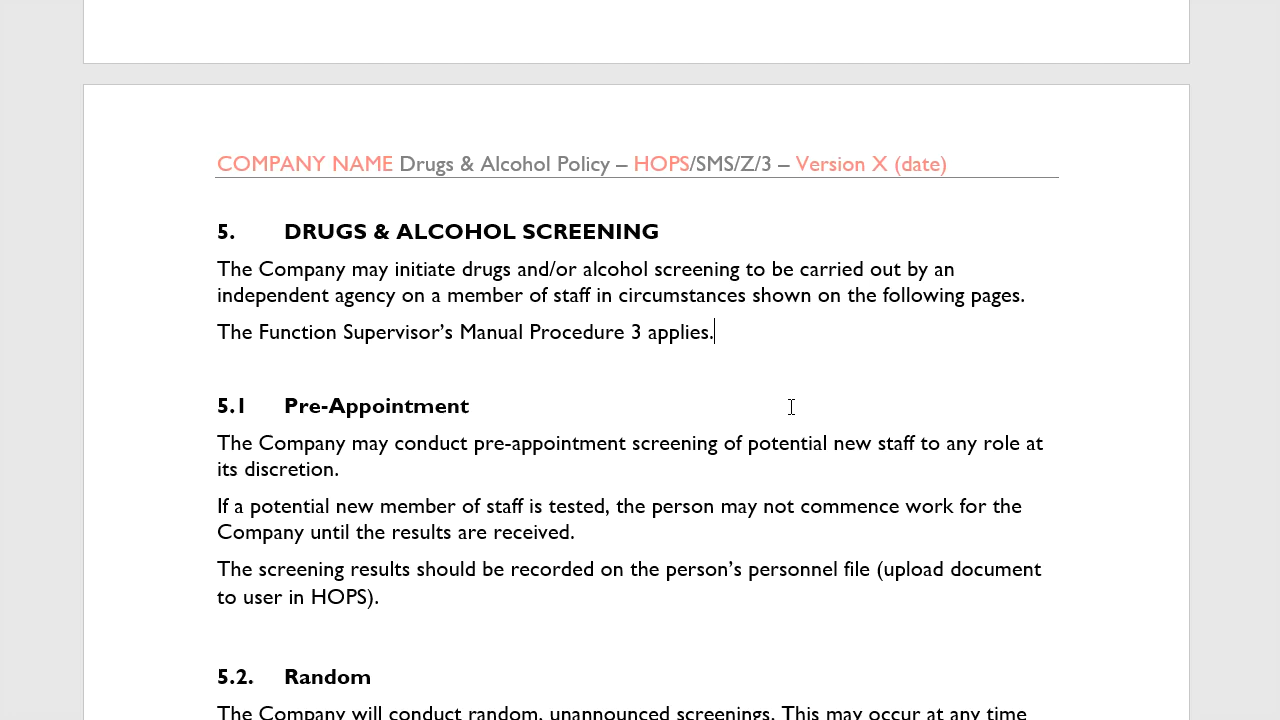 COMPANY NAME Drugs & Alcohol Policy – HOPS/SMS/Z/3 – Version X (date)
5. DRUGS & ALCOHOL SCREENING
The Company may initiate drugs and/or alcohol screening to be carried out by an
independent agency on a member of staff in circumstances shown on the following pages.
The Function Supervisor’s Manual Procedure 3 applies.
5.1 Pre-Appointment
The Company may conduct pre-appointment screening of potential new staff to any role at
its discretion.
If a potential new member of staff is tested, the person may not commence work for the
Company until the results are received.
The screening results should be recorded on the person’s personnel file (upload document
to user in HOPS).
5.2. Random
The Company will conduct random, unannounced screenings. This may occur at any time